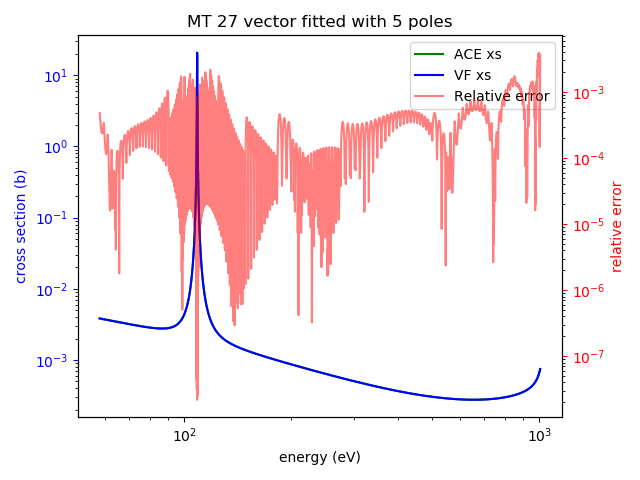 MT 27 vector fitted with 5 poles
ACE xs
VF xs
Relative error
cross section (b)
10¹
10⁰
10⁻¹
10⁻²
10⁻³
relative error
10⁻³
10⁻⁴
10⁻⁵
10⁻⁶
10⁻⁷
10²
10³
energy (eV)